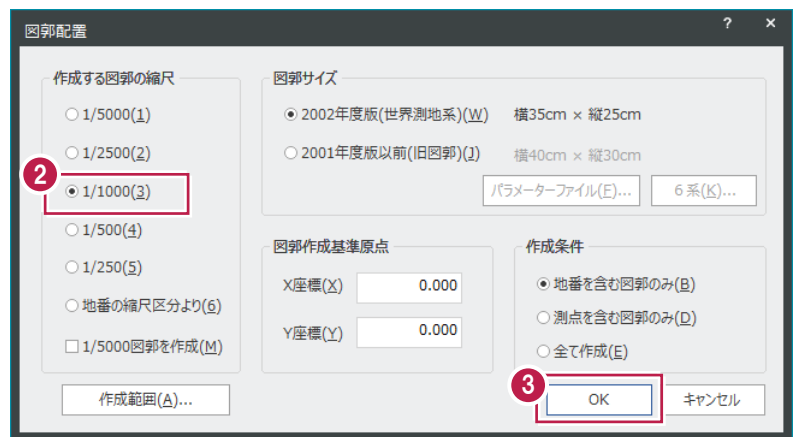 図郭配置
? ×
作成する図郭の縮尺
1/5000(1)
1/2500(2)
2
1/1000(3)
1/500(4)
1/250(5)
地番の縮尺区分より(6)
1/5000図郭を作成(M)
作成範囲(A)...
図郭サイズ
2002年度版(世界測地系)(W) 横35cm × 縦25cm
2001年度版以前(旧図郭)(J) 横40cm × 縦30cm
パラメーターファイル(F)... 6 系(K)...
図郭作成基準原点
X座標(X) 0.000
Y座標(Y) 0.000
作成条件
地番を含む図郭のみ(B)
測点を含む図郭のみ(D)
全て作成(E)
3
OK キャンセル